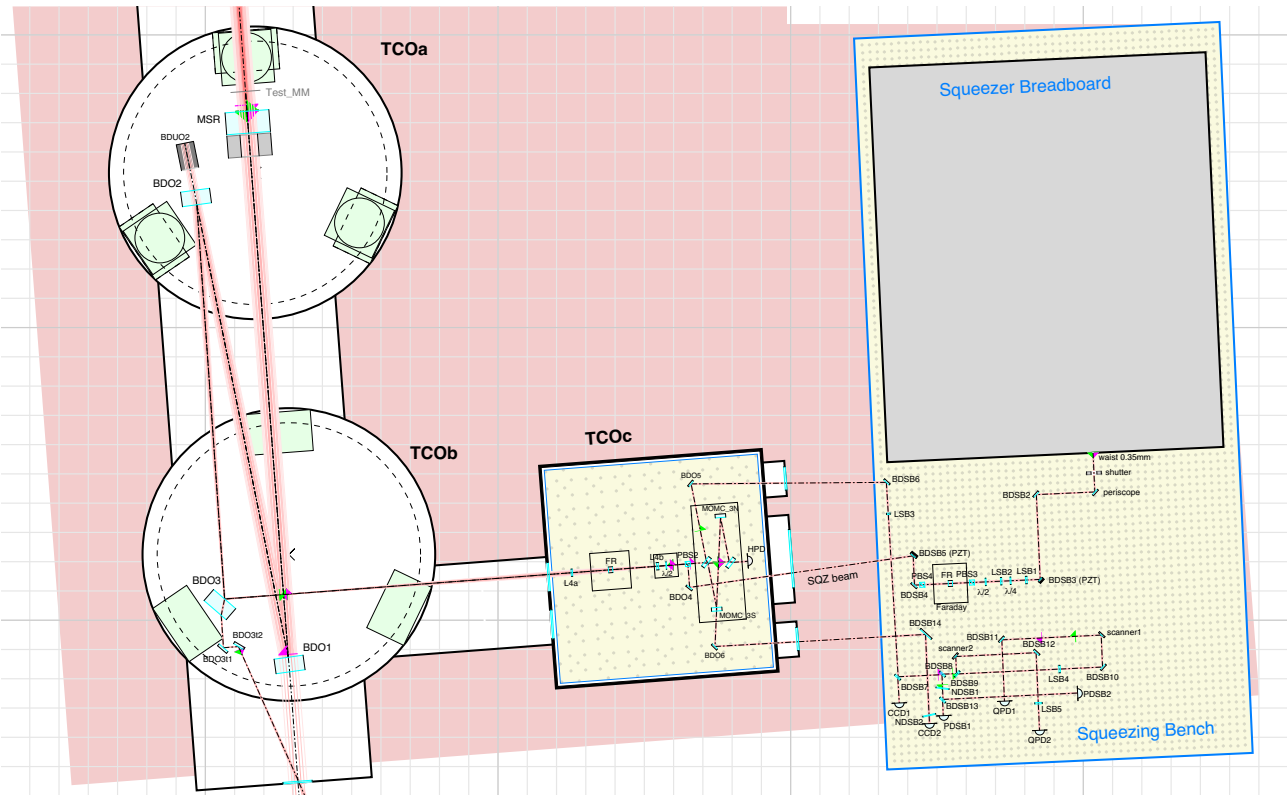 TCOa
Test_MM
MSR
BDUO2
BDO2
Squeezer Breadboard
TCOb
TCOc
BDO3
BDO3t2
BDO3t1
BDO1
BDO5
MOMC_3N
HPD
FR
L4b
PBS2
L4a
λ/2
BDO4
MOMC_3S
BDO6
SQZ beam
waist 0.35mm
shutter
periscope
BDSB2
BDSB6
LSB3
BDSB5 (PZT)
PBS4
FR
PBS3
LSB2
LSB1
BDSB3 (PZT)
BDSB4
λ/2
λ/4
Faraday
BDSB14
BDSB11
scanner1
scanner2
BDSB12
BDSB8
BDSB7
BDSB9
LSB4
BDSB10
NDSB1
PDSB2
BDSB13
CCD1
QPD1
LSB5
NDSB2
PDSB1
CCD2
QPD2
Squeezing Bench